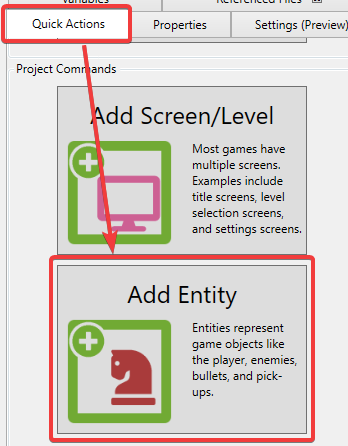 Variables Referenced Files
Quick Actions Properties Settings (Preview)
Project Commands
Add Screen/Level
Most games have
multiple screens.
Examples include
title screens, level
selection screens,
and settings screens.
Add Entity
Entities represent
game objects like
the player, enemies,
bullets, and pick-
ups.